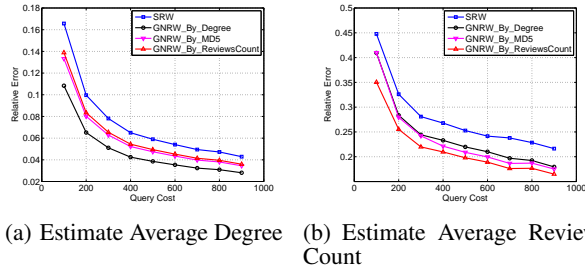 0.18
0.16
0.14
0.12
0.1
0.08
0.06
0.04
0.02
Relative Error
0 200 400 600 800 1000
Query Cost
SRW
GNRW_By_Degree
GNRW_By_MD5
GNRW_By_ReviewsCount
(a) Estimate Average Degree
0.5
0.45
0.4
0.35
0.3
0.25
0.2
Relative Error
0 200 400 600 800 1000
Query Cost
SRW
GNRW_By_Degree
GNRW_By_MD5
GNRW_By_ReviewsCount
(b) Estimate Average Review
Count